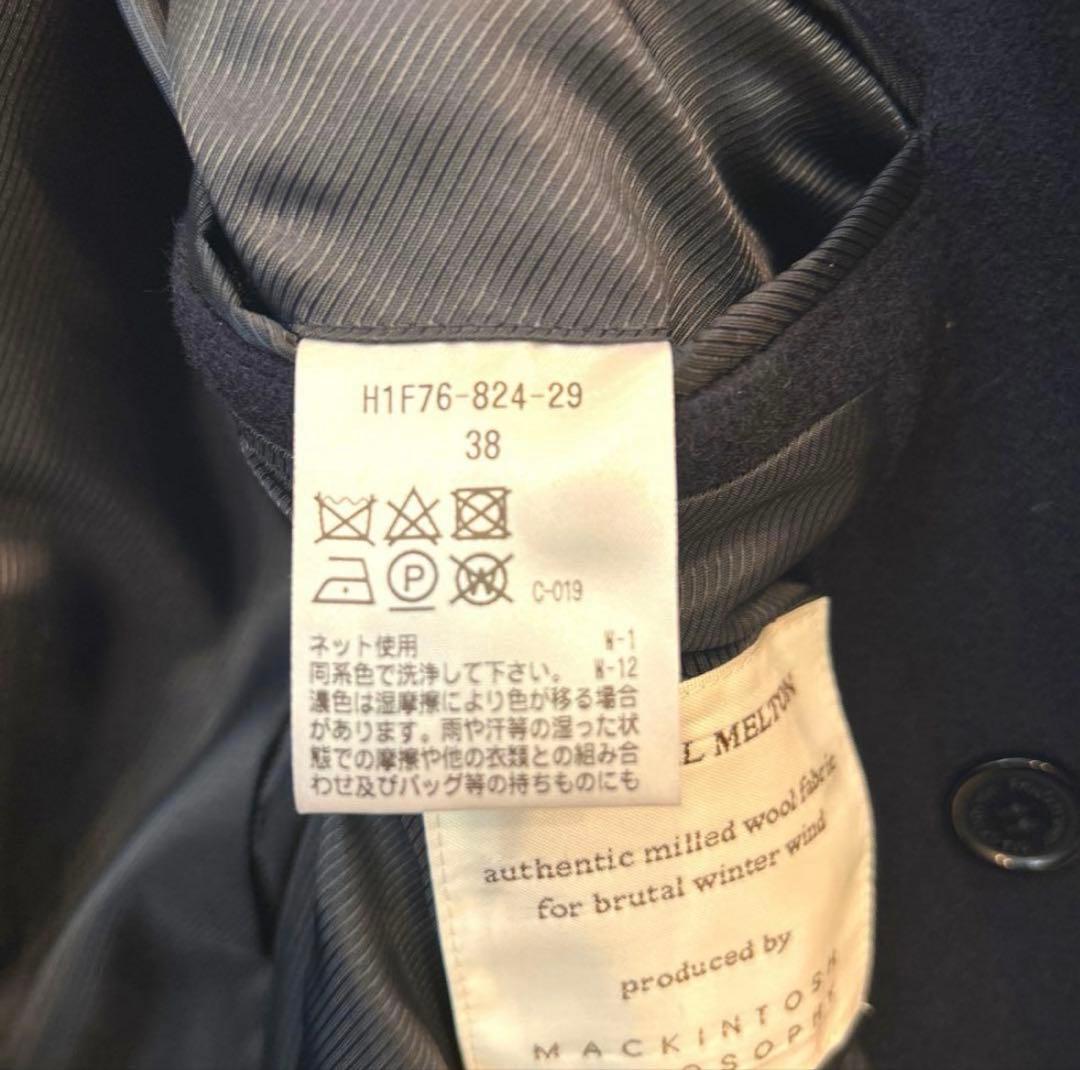 H1F76-824-29
38
P W C-019
ネット使用 W-1
同系色で洗浄して下さい。 W-12
濃色は湿摩擦により色が移る場合
があります。雨や汗等の湿った状
態での摩擦や他の衣類との組み合
わせ及びバッグ等の持ちものにも
L MELTON
authentic milled wool fabric
for brutal winter wind
produced by
MACKINTOSH
OSOPHY